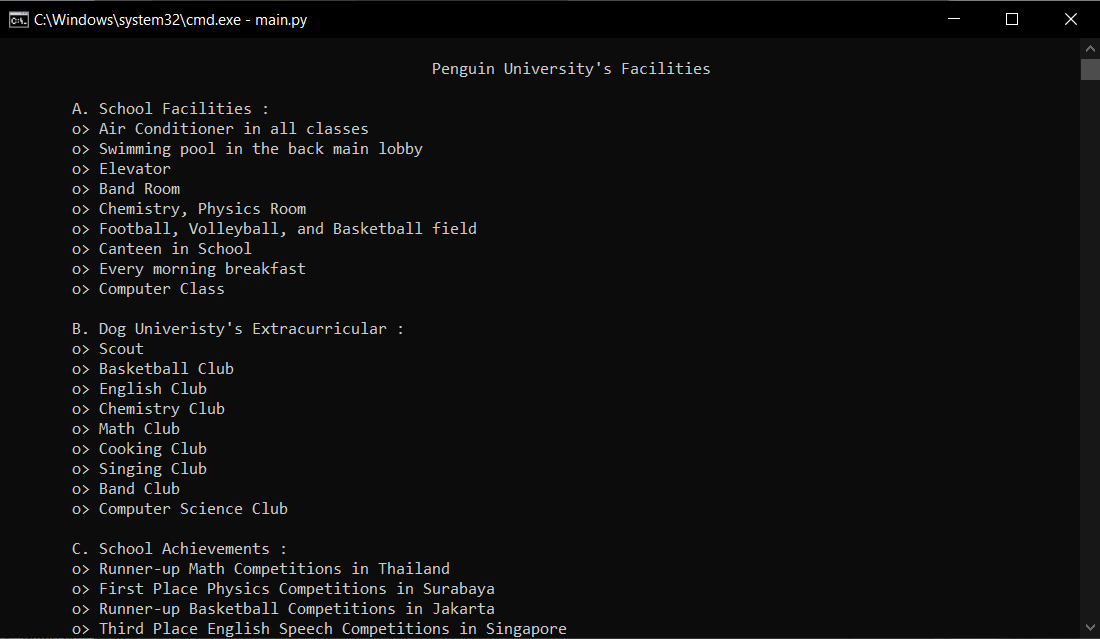 C:\Windows\system32\cmd.exe - main.py
Penguin University's Facilities
A. School Facilities :
o> Air Conditioner in all classes
o> Swimming pool in the back main lobby
o> Elevator
o> Band Room
o> Chemistry, Physics Room
o> Football, Volleyball, and Basketball field
o> Canteen in School
o> Every morning breakfast
o> Computer Class
B. Dog Univeristy's Extracurricular :
o> Scout
o> Basketball Club
o> English Club
o> Chemistry Club
o> Math Club
o> Cooking Club
o> Singing Club
o> Band Club
o> Computer Science Club
C. School Achievements :
o> Runner-up Math Competitions in Thailand
o> First Place Physics Competitions in Surabaya
o> Runner-up Basketball Competitions in Jakarta
o> Third Place English Speech Competitions in Singapore